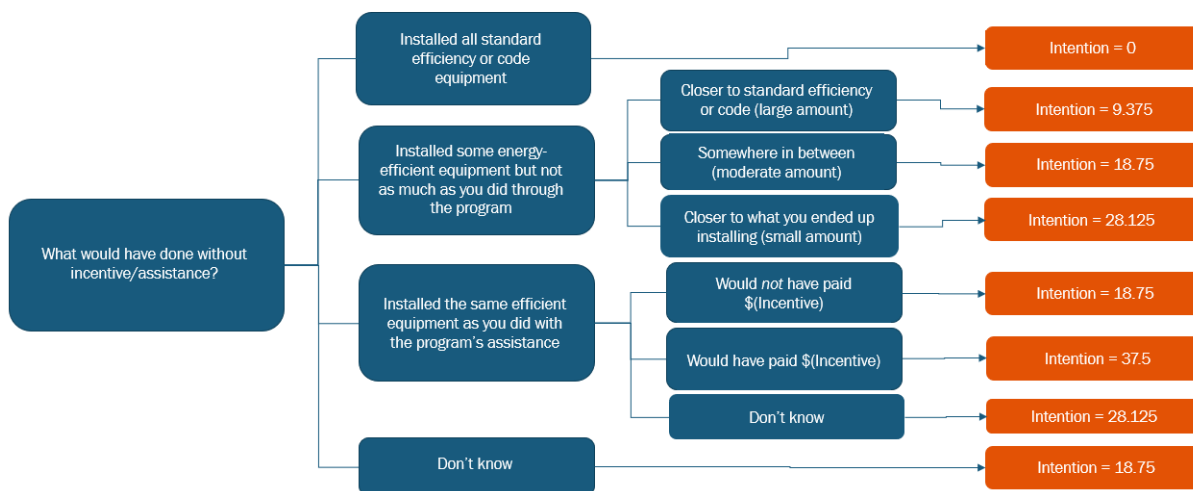 What would have done without
incentive/assistance?
Installed all standard
efficiency or code
equipment
Intention = 0
Installed some energy-
efficient equipment but not
as much as you did through
the program
Closer to standard efficiency
or code (large amount)
Intention = 9.375
Somewhere in between
(moderate amount)
Intention = 18.75
Closer to what you ended up
installing (small amount)
Intention = 28.125
Installed the same efficient
equipment as you did with
the program's assistance
Would not have paid
$(Incentive)
Intention = 18.75
Would have paid $(Incentive)
Intention = 37.5
Don't know
Intention = 28.125
Don't know
Intention = 18.75